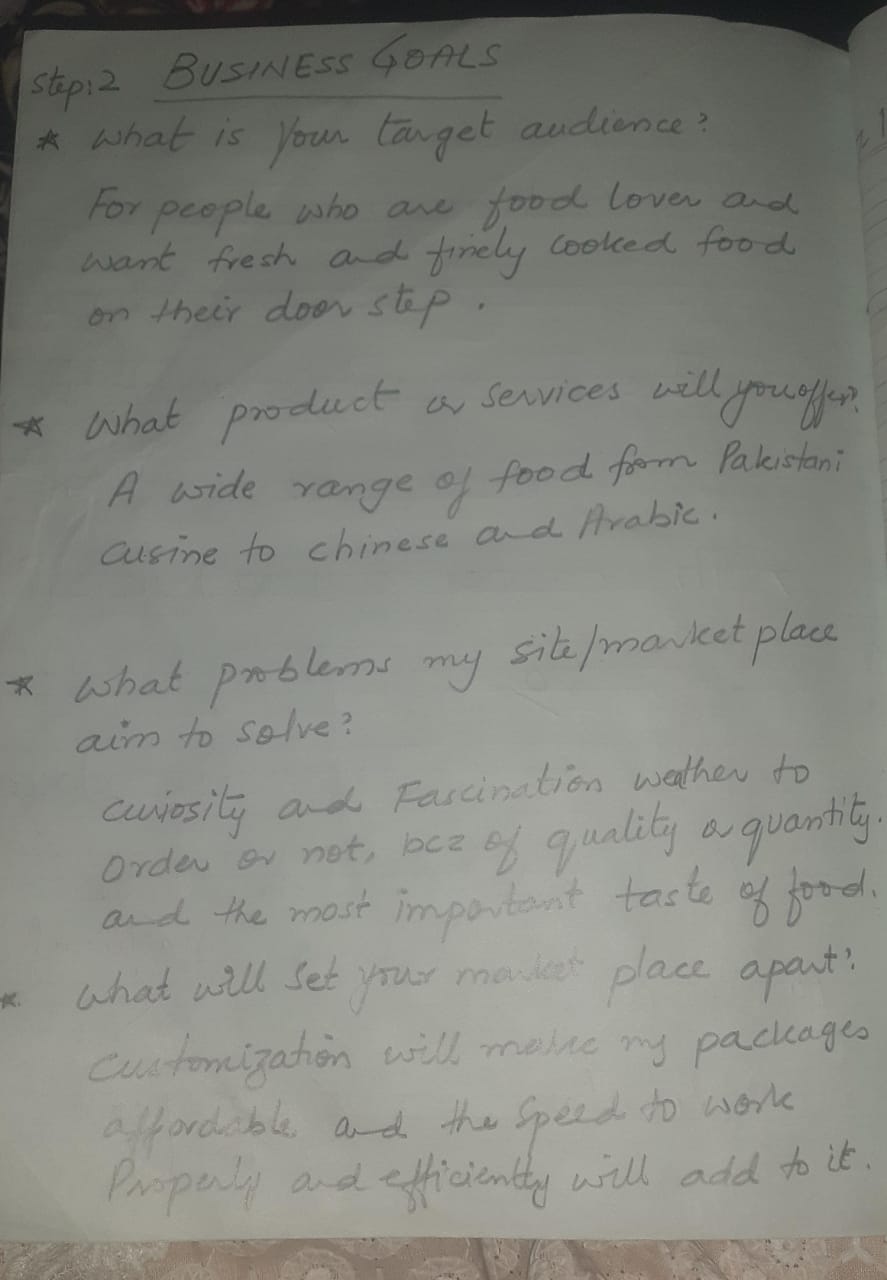 Step:2 BUSINESS GOALS
* What is your target audience?
For people who are food lover and
want fresh and finely cooked food
on their door step.
* What product or services will you offer?
A wide range of food from Pakistani
cusine to chinese and Arabic.
* What problems my site/market place
aim to solve?
Curiosity and Fascination weather to
order or not, bcz of quality or quantity.
and the most important taste of food.
* What will set your market place apart?
Customization will make my packages
affordable and the speed to work
Properly and efficiently will add to it.